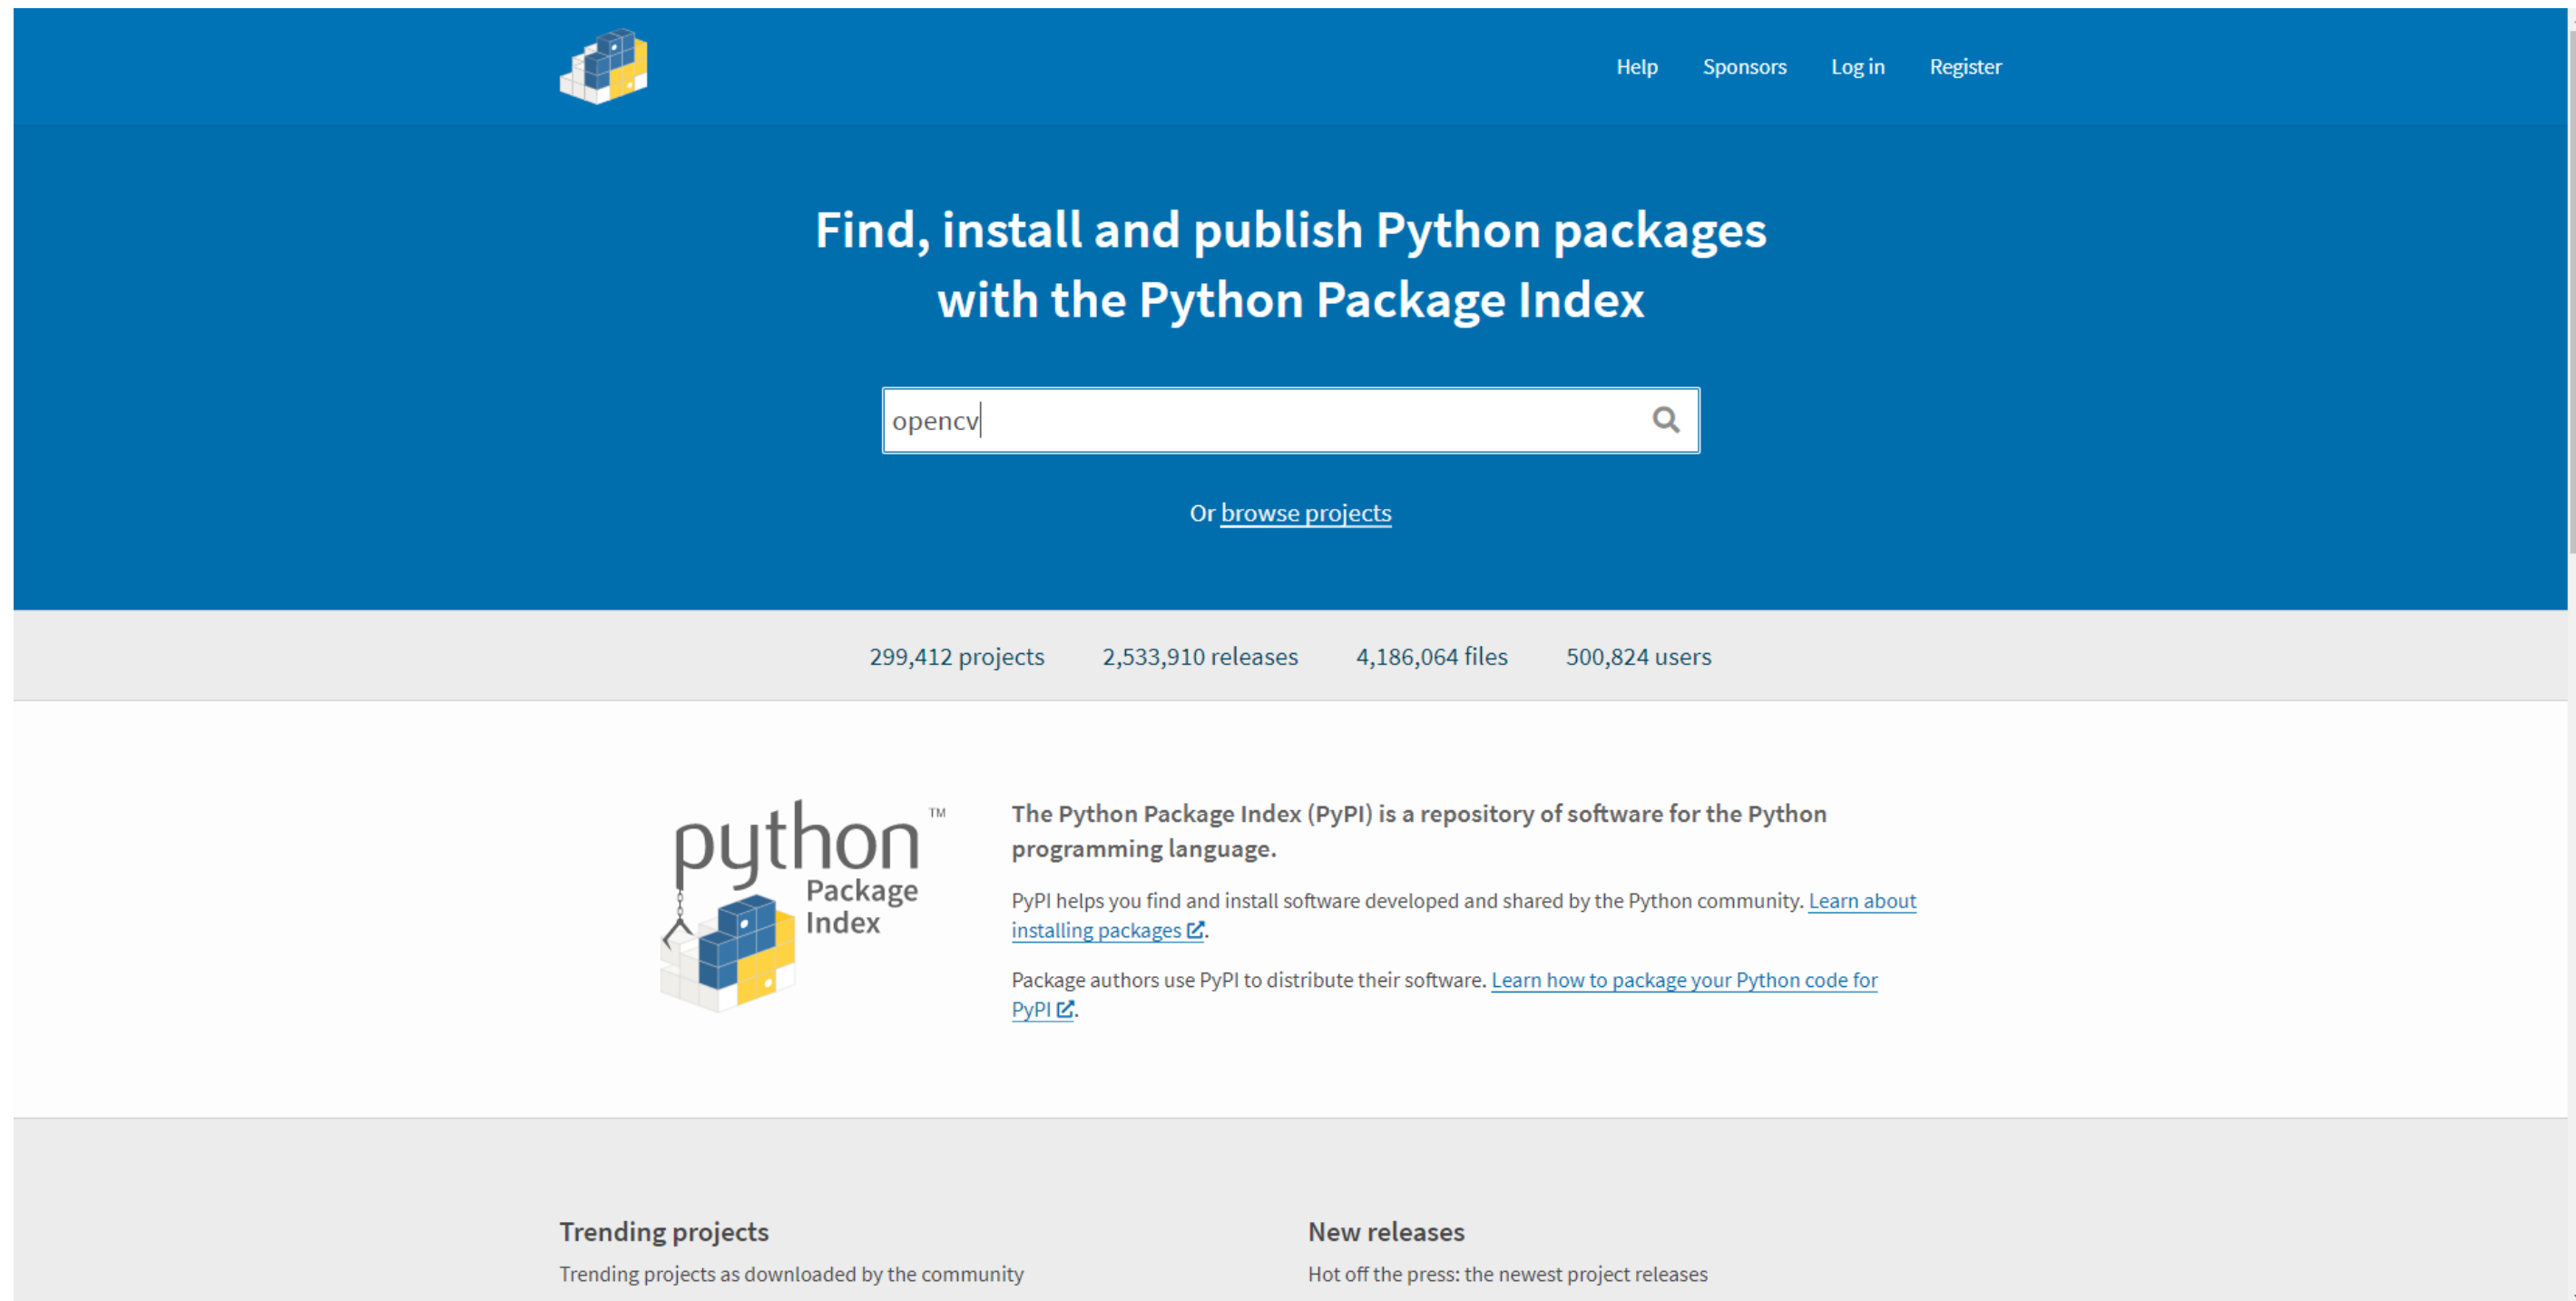 Help Sponsors Log in Register
Find, install and publish Python packages
with the Python Package Index
opencv
Or browse projects
299,412 projects 2,533,910 releases 4,186,064 files 500,824 users
python ™
Package
Index
The Python Package Index (PyPI) is a repository of software for the Python
programming language.
PyPI helps you find and install software developed and shared by the Python community. Learn about
installing packages.
Package authors use PyPI to distribute their software. Learn how to package your Python code for
PyPI.
Trending projects
Trending projects as downloaded by the community
New releases
Hot off the press: the newest project releases